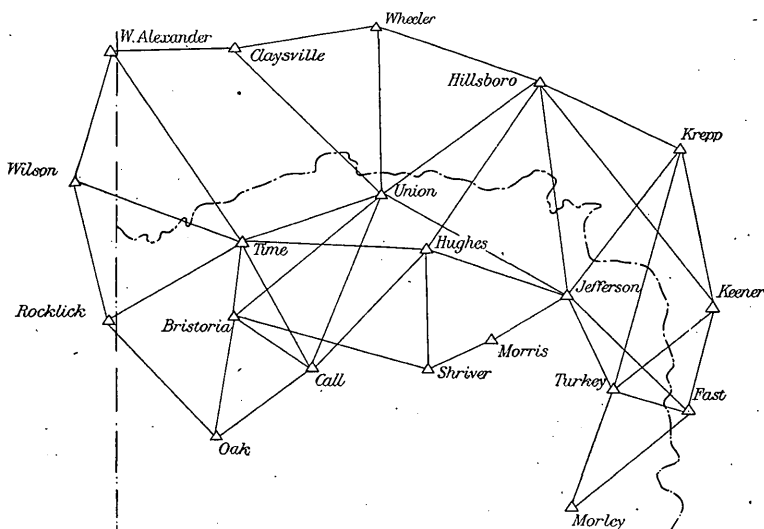 Wheeler
W. Alexander
Claysville
Hillsboro
Krepp
Wilson
Union
Time
Hughes
Jefferson
Keener
Rocklick
Bristoria
Morris
Call
Shriver
Turkey
Fast
Oak
Morley